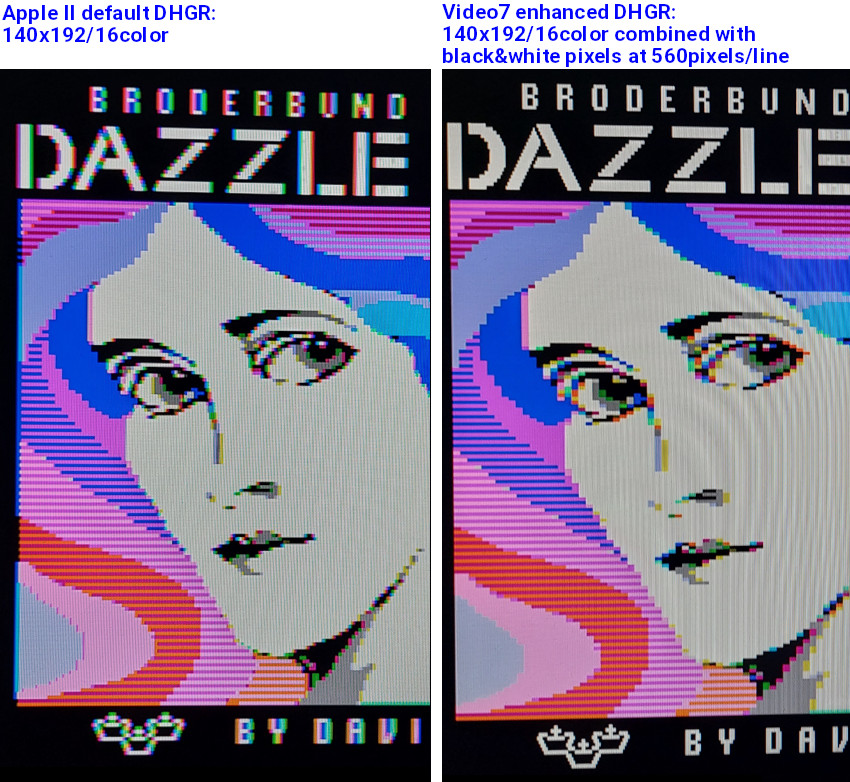 Apple II default DHGR:
140x192/16color
Video7 enhanced DHGR:
140x192/16color combined with
black&white pixels at 560pixels/line
BRODERBUND
DAZZLE
BY DAVI
BRODERBUND
DAZZLE
BY DAV